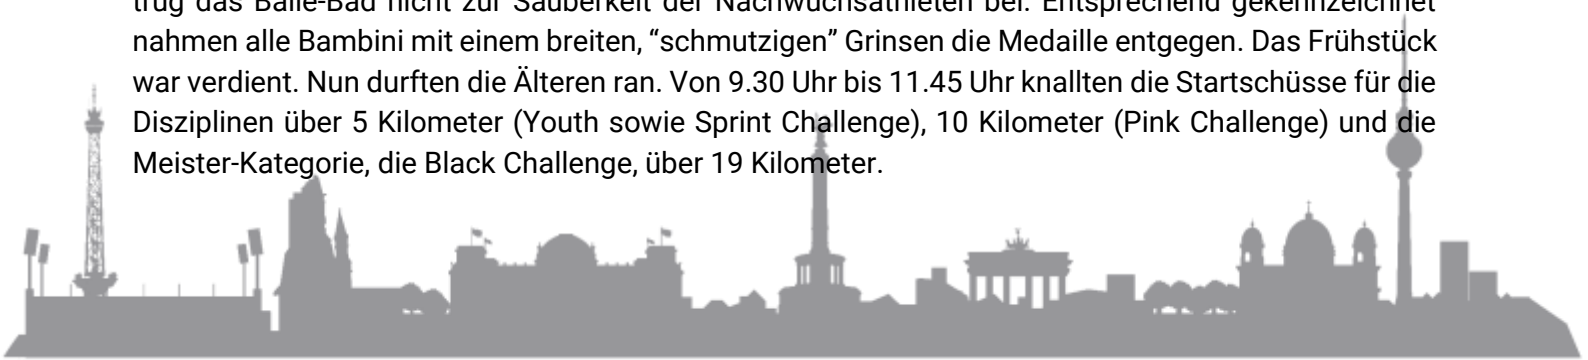 trug das Bälle-Bad nicht zur Sauberkeit der Nachwuchsathleten bei. Entsprechend gekennzeichnet
nahmen alle Bambini mit einem breiten, “schmutzigen” Grinsen die Medaille entgegen. Das Frühstück
war verdient. Nun durften die Älteren ran. Von 9.30 Uhr bis 11.45 Uhr knallten die Startschüsse für die
Disziplinen über 5 Kilometer (Youth sowie Sprint Challenge), 10 Kilometer (Pink Challenge) und die
Meister-Kategorie, die Black Challenge, über 19 Kilometer.